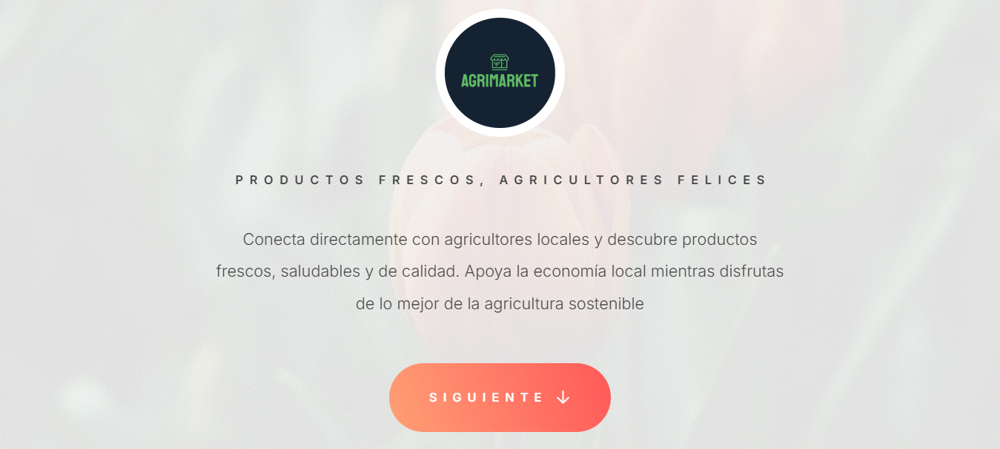 AGRIMARKET
PRODUCTOS FRESCOS, AGRICULTORES FELICES
Conecta directamente con agricultores locales y descubre productos
frescos, saludables y de calidad. Apoya la economía local mientras disfrutas
de lo mejor de la agricultura sostenible
SIGUIENTE